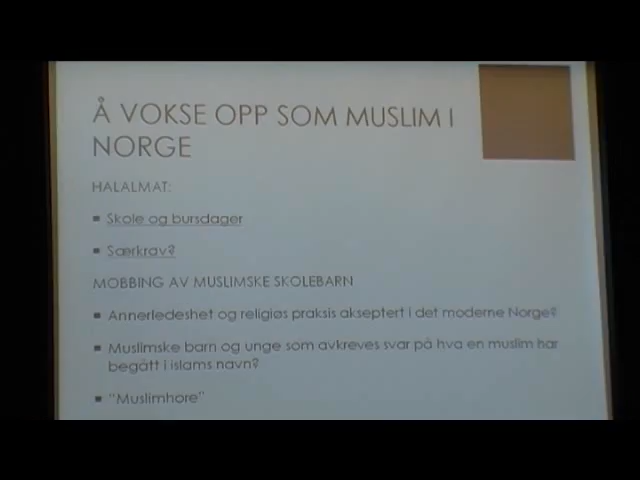 Å VOKSE OPP SOM MUSLIM I
NORGE
HALALMAT:
Skole og bursdager
Særkrav?
MOBBING AV MUSLIMSKE SKOLEBARN
Annerledeshet og religiøs praksis akseptert i det moderne Norge?
Muslimske barn og unge som avkreves svar på hva en muslim har
begått i islams navn?
"Muslimhore"